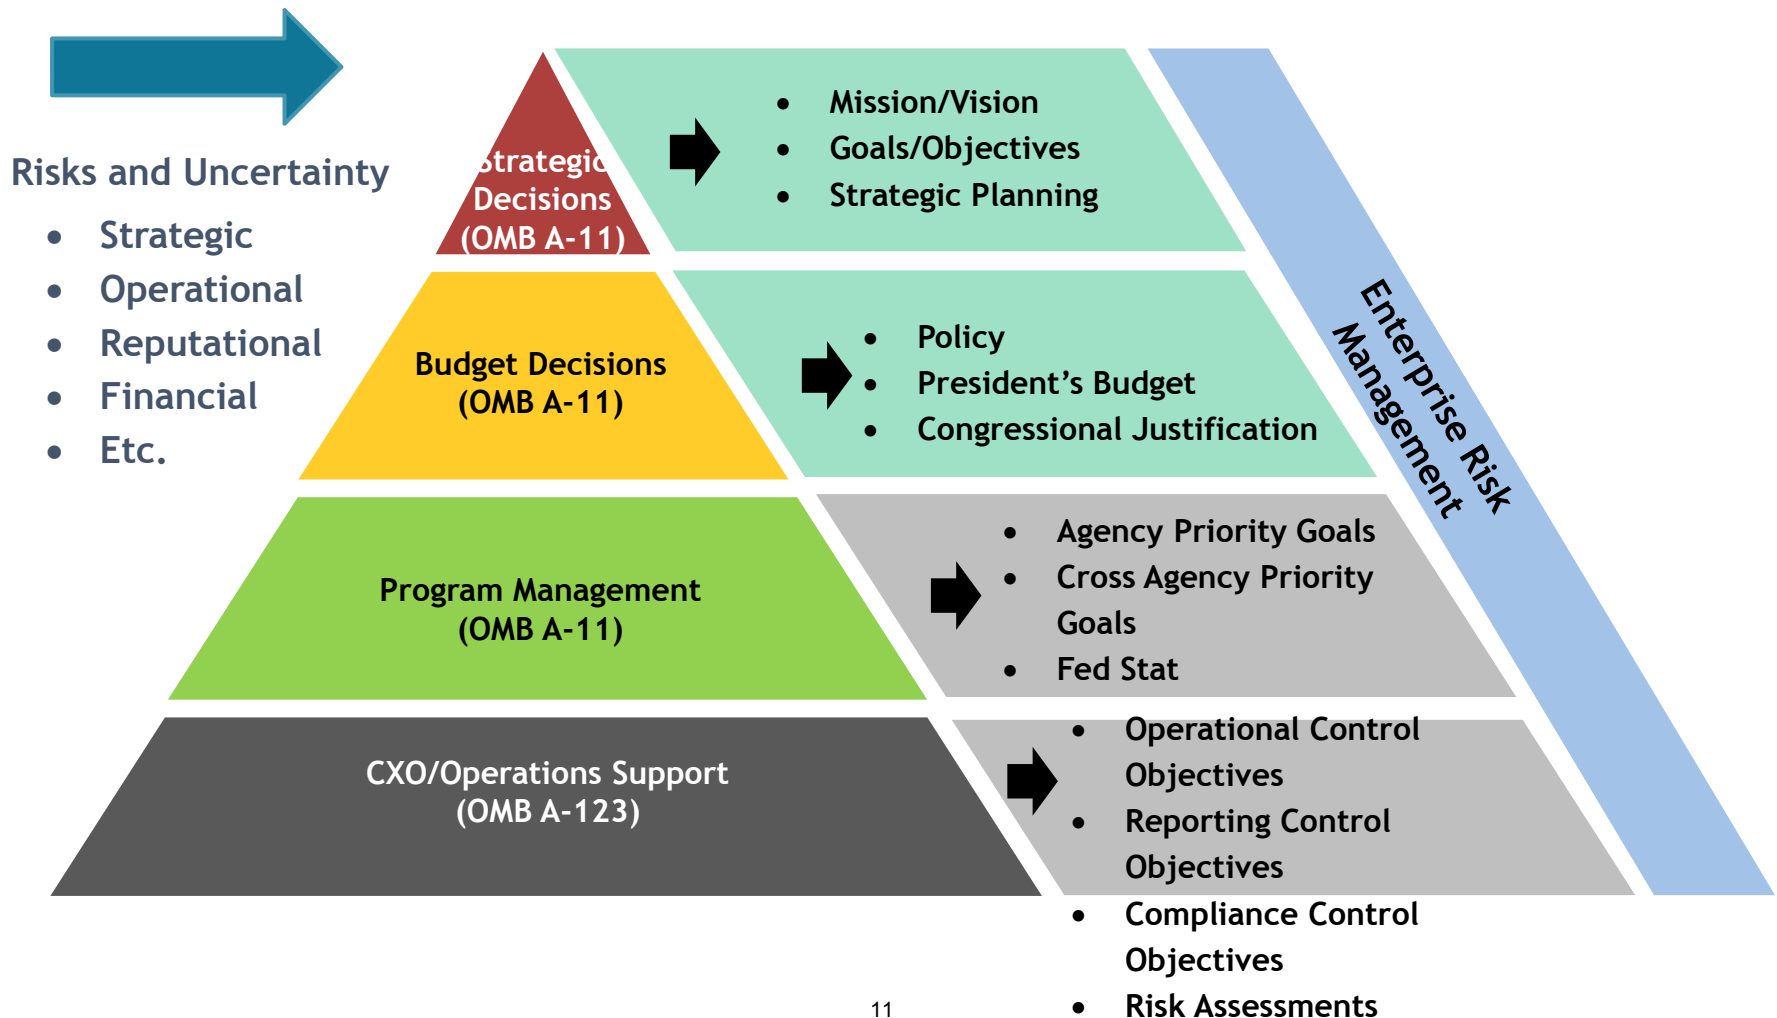 Risks and Uncertainty
• Strategic
• Operational
• Reputational
• Financial
• Etc.
Strategic
Decisions
(OMB A-11)
• Mission/Vision
• Goals/Objectives
• Strategic Planning
Budget Decisions
(OMB A-11)
• Policy
• President’s Budget
• Congressional Justification
Program Management
(OMB A-11)
• Agency Priority Goals
• Cross Agency Priority
Goals
• Fed Stat
CXO/Operations Support
(OMB A-123)
• Operational Control
Objectives
• Reporting Control
Objectives
• Compliance Control
Objectives
• Risk Assessments
Enterprise Risk
Management
11